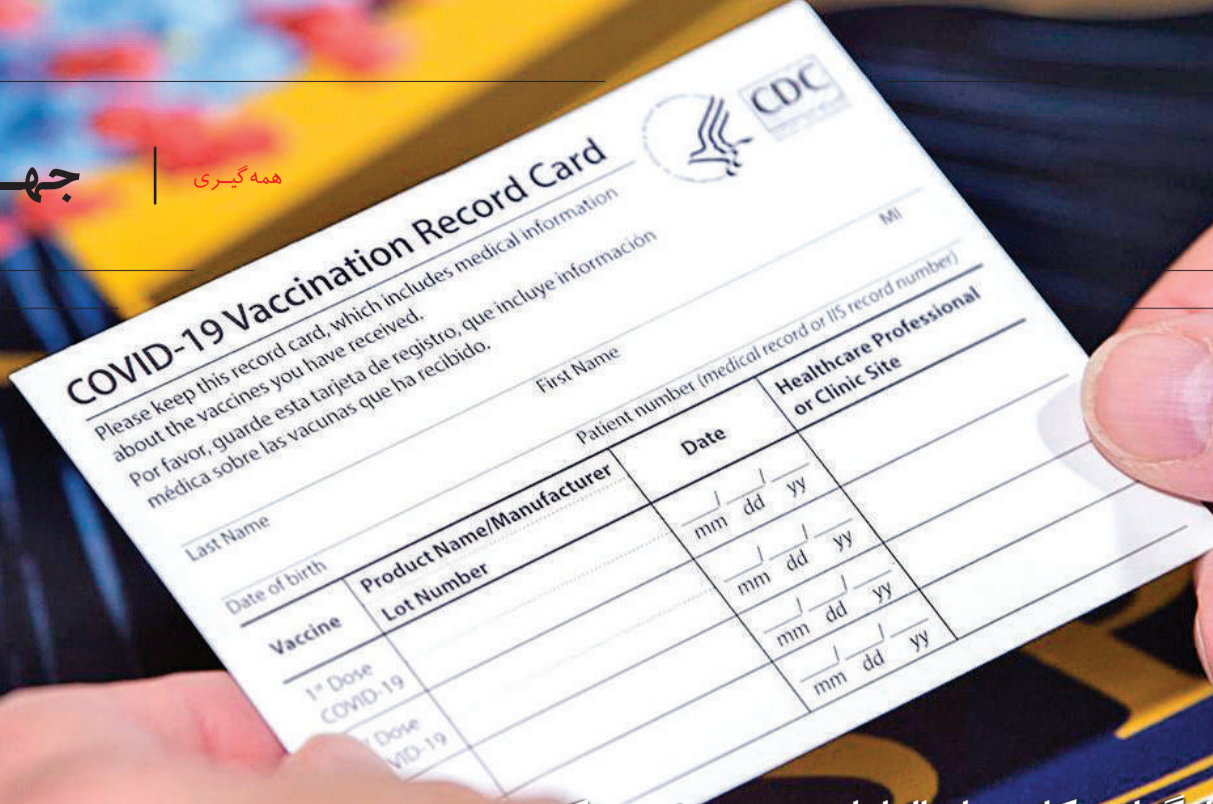 همه‌گیری
CDC
COVID-19 Vaccination Record Card
Please keep this record card, which includes medical information
about the vaccines you have received.
Por favor, guarde esta tarjeta de registro, que incluye información
médica sobre las vacunas que ha recibido.
Last Name First Name MI
Date of birth Patient number (medical record or IIS record number)
Vaccine Product Name/Manufacturer Date Healthcare Professional
Lot Number or Clinic Site
1st Dose mm dd yy
COVID-19
Dose mm dd yy
mm dd yy
mm dd yy